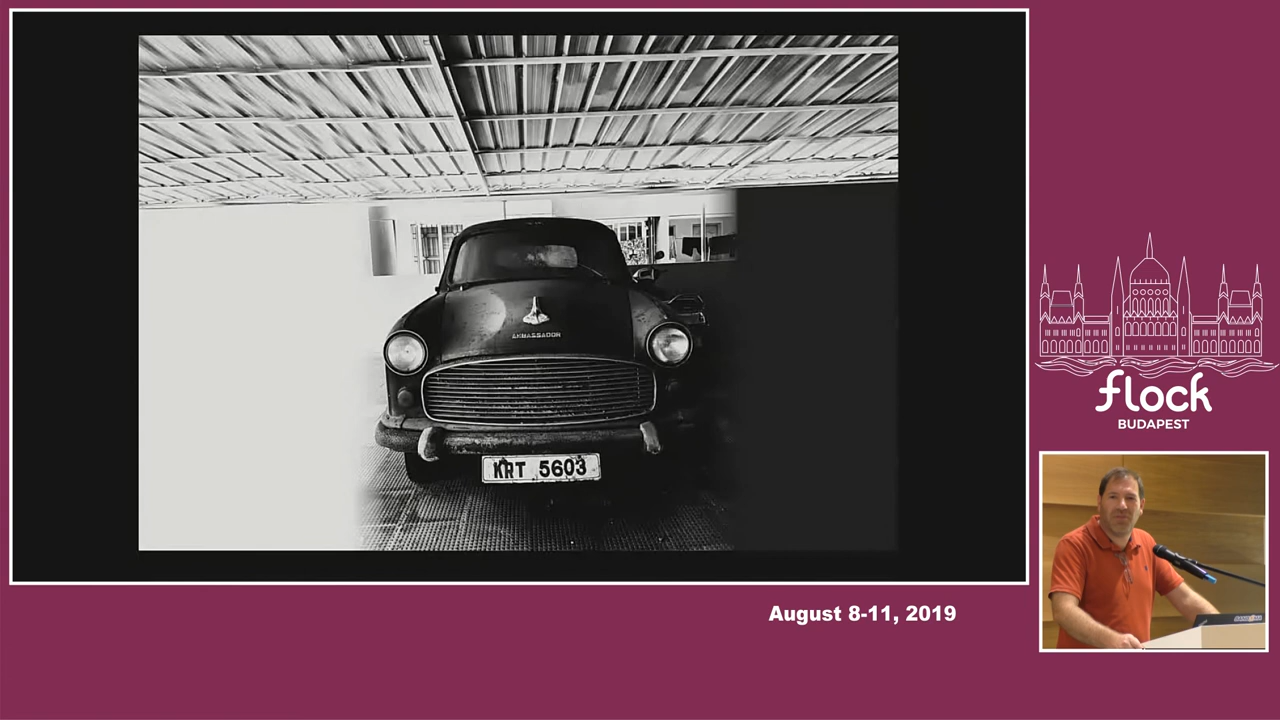 AMBASSADOR
KRT 5603
flock
BUDAPEST
August 8-11, 2019